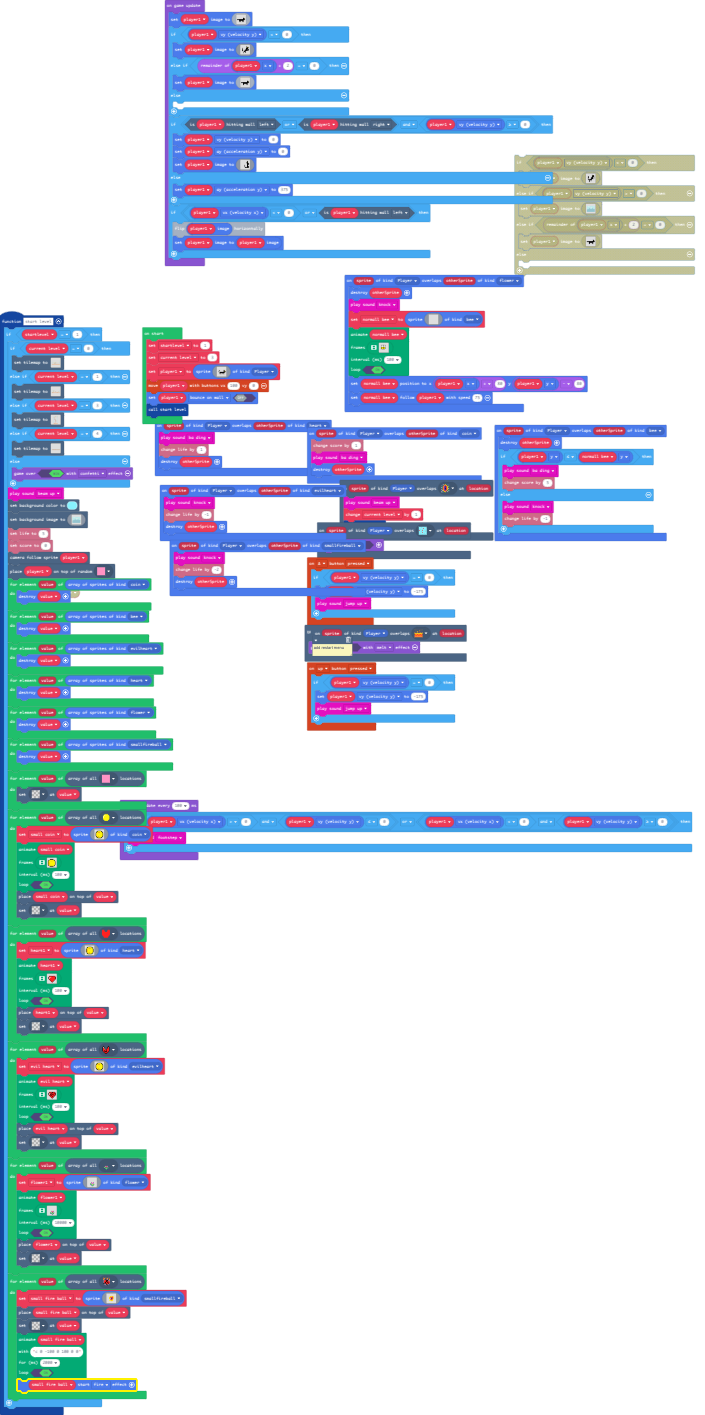 on game update
set player1 image to
if player1 vy (velocity y) < 0 then
set player1 image to
else if remainder of player1 x ÷ 2 = 0 then
set player1 image to
else
if is player1 hitting wall left or is player1 hitting wall right and player1 vy (velocity y) 0 then
set player1 vy (velocity y) to 0
set player1 ay (acceleration y) to 0
set player1 image to
else
set player1 ay (acceleration y) to 175
if player1 vx (velocity x) < 0 or is player1 hitting wall left then
flip player1 image horizontally
set player1 image to player1 image
if player1 vy (velocity y) 0 then
image to
else if player1 vy (velocity y) 0 then
set player1 image to
else if remainder of player1 x ÷ 2 = 0 then
set player1 image to
else
on sprite of kind Player overlaps otherSprite of kind flower
destroy otherSprite
play sound knock
set normall bee to sprite of kind bee
animate normall bee
frames
interval (ms) 200
loop
set normall bee position to x player1 x + 80 y player1 y - 80
set normall bee follow player1 with speed
function start level
if startlevel then
if current level = 0 then
set tilemap to
else if current level = then
set tilemap to
else if current level = then
set tilemap to
else if current level = then
set tilemap to
else
game over with confetti effect
play sound beam up
set background color to
set background image to
set life to
set score to 0
camera follow sprite player1
place player1 on top of random
for element value of array of sprites of kind coin
do destroy value
for element value of array of sprites of kind bee
do destroy value
for element value of array of sprites of kind evilheart
do destroy value
for element value of array of sprites of kind heart
do destroy value
for element value of array of sprites of kind flower
do destroy value
for element value of array of sprites of kind smallfireball
do destroy value
for element value of array of all locations
do set at value
for element value of array of all locations
do set small coin to sprite of kind coin
animate small coin
frames
interval (ms) 100
loop
place small coin on top of value
set at value
for element value of array of all locations
do set heart1 to sprite of kind heart
animate heart1
frames
interval (ms)
loop
place heart1 on top of value
set at value
for element value of array of all locations
do set evil heart to sprite of kind evilheart
animate evil heart
frames
interval (ms)
loop
place evil heart on top of value
set at value
for element value of array of all locations
do set flower1 to sprite of kind flower
animate flower1
frames
interval (ms) 10000
loop
place flower1 on top of value
set at value
for element value of array of all locations
do set small fire ball to sprite of kind smallfireball
place small fire ball on top of value
set at value
animate small fire ball
with
for (ms) 2000
loop
small fire ball start fire effect
on start
set startlevel to
set current level to
set player1 to sprite of kind Player
move player1 with buttons vx 100 vy 0
set player1 bounce on wall
call start level
on sprite of kind Player overlaps otherSprite of kind heart
play sound ba ding
change life by 1
destroy otherSprite
on sprite of kind Player overlaps otherSprite of kind coin
change score by
play sound ba ding
destroy otherSprite
on sprite of kind Player overlaps otherSprite of kind bee
destroy otherSprite
if player1 y normall bee y then
play sound ba ding
change score by
else
play sound knock
change life by -1
on sprite of kind Player overlaps otherSprite of kind evilheart
play sound knock
change life by -1
destroy otherSprite
sprite of kind Player overlaps at location
play sound beam up
change current level by 1
on sprite of kind Player overlaps at location
on sprite of kind Player overlaps otherSprite of kind smallfireball
play sound knock
change life by
destroy otherSprite
on A button pressed
if player1 vy (velocity y) = 0 then
(velocity y) to -175
play sound jump up
on sprite of kind Player overlaps at location
add restart menu
with melt effect
on up button pressed
if player1 vy (velocity y) = 0 then
set player1 vy (velocity y) to -175
play sound jump up
date every 500 ms
player1 vx (velocity x) 0 and player1 vy (velocity y) 0 or player1 vx (velocity x) 0 and player1 vy (velocity y) 0 then
footstep